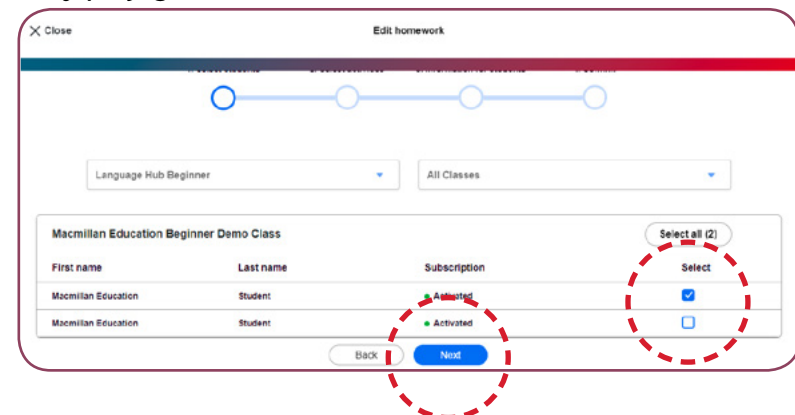 Close
Edit homework
Language Hub Beginner
All Classes
Macmillan Education Beginner Demo Class
Select all (2)
First name Last name Subscription Select
Macmillan Education Student Activated
Macmillan Education Student Activated
Back Next